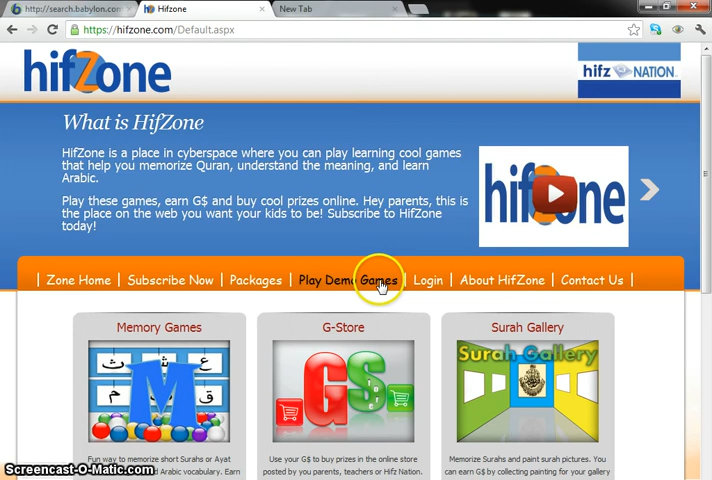 http://search.babylon.com
Hifzone
New Tab
https://hifzone.com/Default.aspx
hifZone
hifz NATION
What is HifZone
HifZone is a place in cyberspace where you can play learning cool games
that help you memorize Quran, understand the meaning, and learn
Arabic.
Play these games, earn G$ and buy cool prizes online. Hey parents, this is
the place on the web you want your kids to be! Subscribe to HifZone
today!
hifZone
Zone Home
Subscribe Now
Packages
Play Demo Games
Login
About HifZone
Contact Us
Memory Games
G-Store
Surah Gallery
ث
ع
M
GS
Store
Surah Gallery
Fun way to memorize short Surahs or Ayat
Use your G$ to buy prizes in the online store
Memorize Surahs and paint surah pictures. You
and Arabic vocabulary. Earn
posted by you parents, teachers or Hifz Nation.
can earn G$ by collecting painting for your gallery
Screencast-O-Matic.com